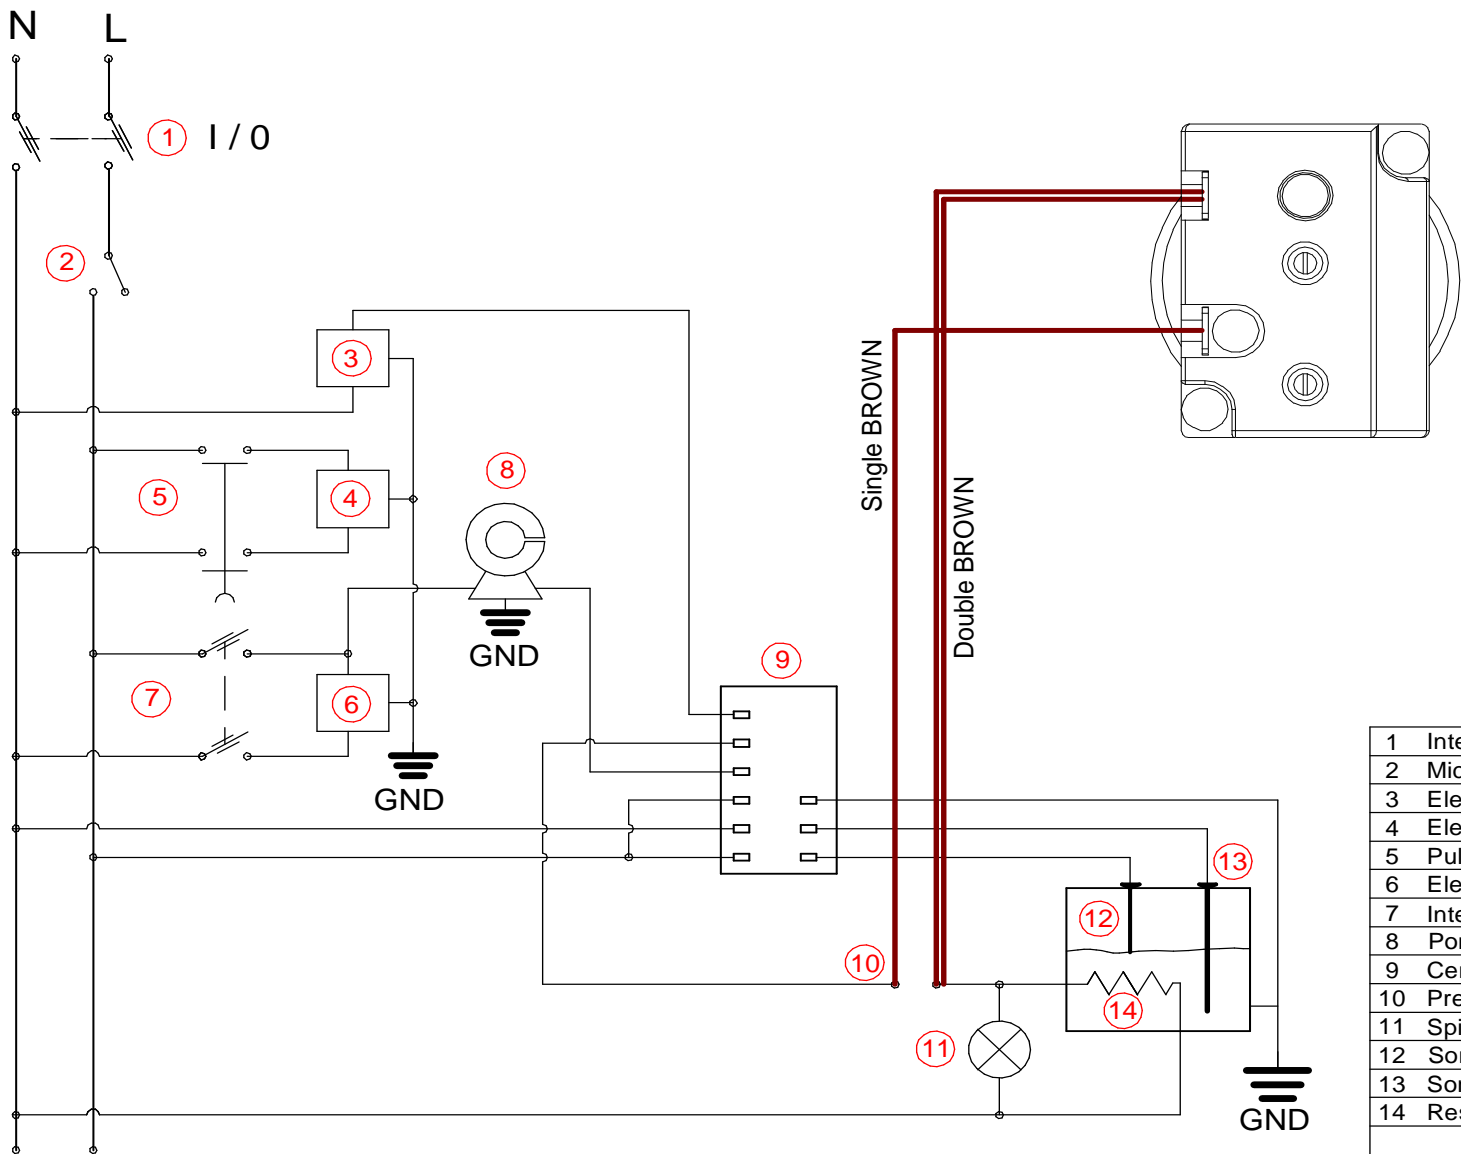 N L
1 I / 0
2
3
Single BROWN
8
5 4
Double BROWN
GND
9
7 6
GND
13
12
10
14
11
GND
1 Inte
2 Mic
3 Ele
4 Ele
5 Pul
6 Ele
7 Inte
8 Por
9 Cer
10 Pre
11 Spi
12 Son
13 Son
14 Res